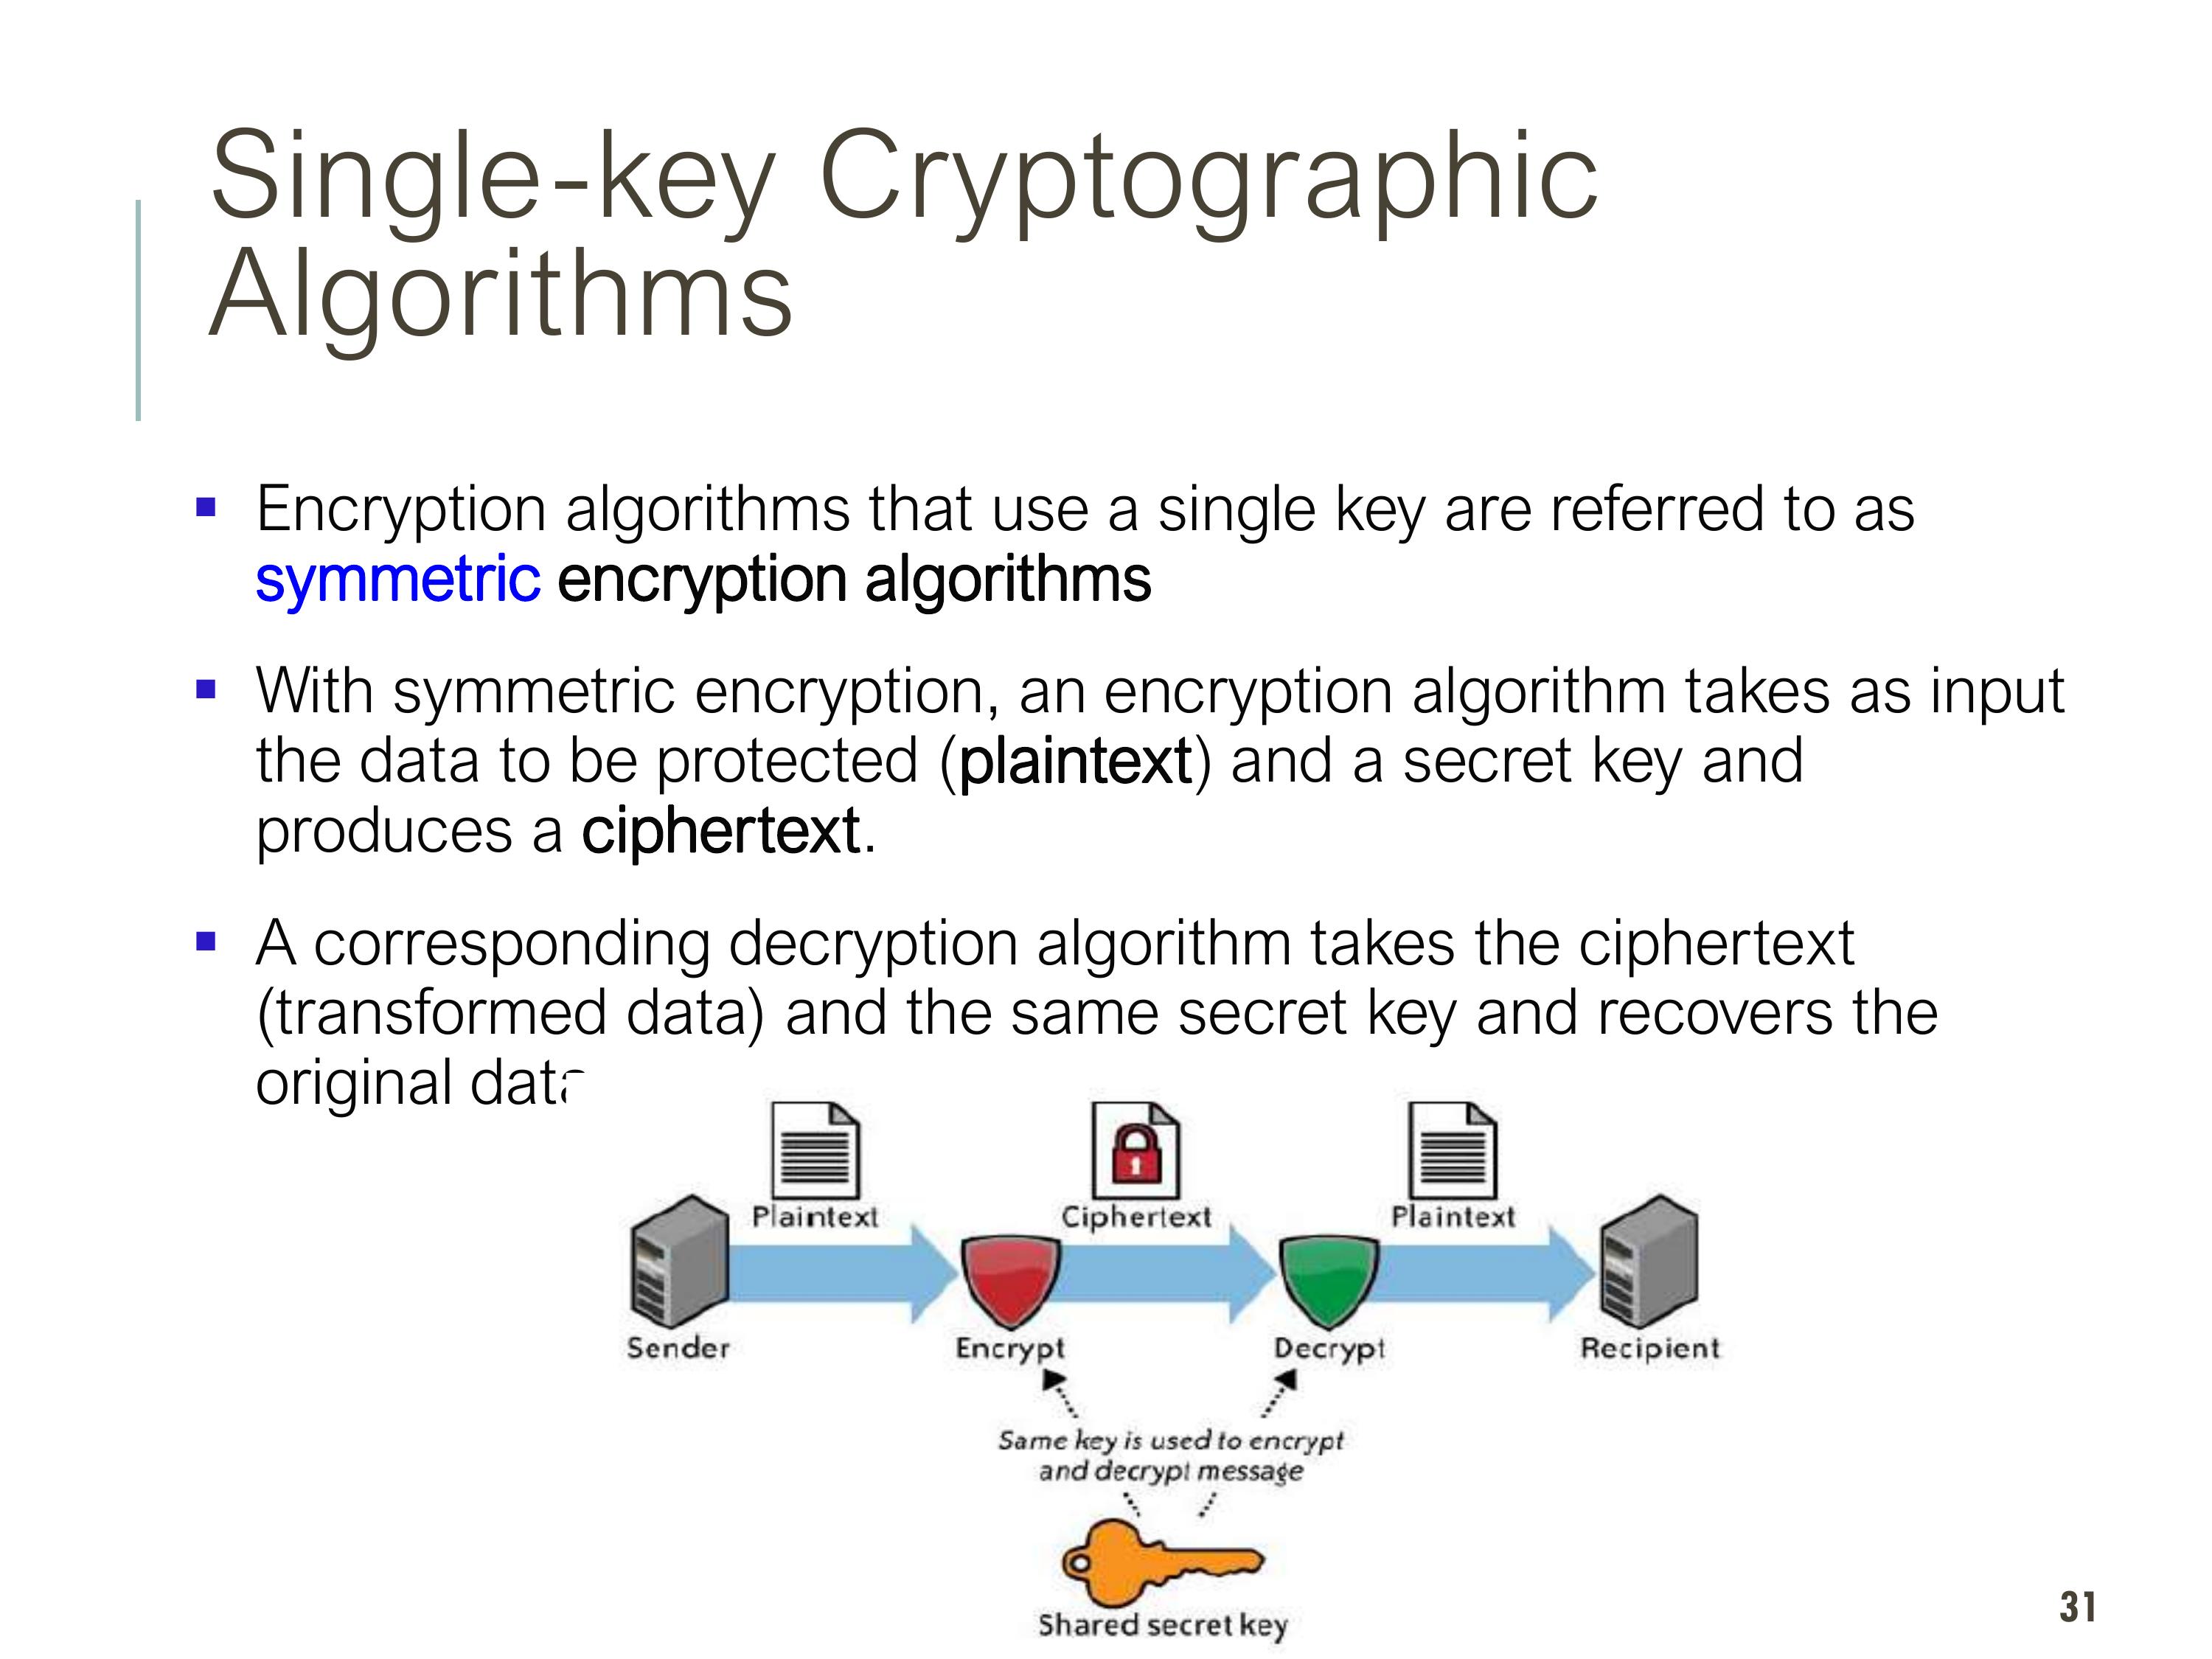 Single-key Cryptographic
Algorithms
Encryption algorithms that use a single key are referred to as
symmetric encryption algorithms
With symmetric encryption, an encryption algorithm takes as input
the data to be protected (plaintext) and a secret key and
produces a ciphertext.
A corresponding decryption algorithm takes the ciphertext
(transformed data) and the same secret key and recovers the
original data
Plaintext
Ciphertext
Plaintext
Sender
Encrypt
Decrypt
Recipient
Same key is used to encrypt
and decrypt message
Shared secret key
31